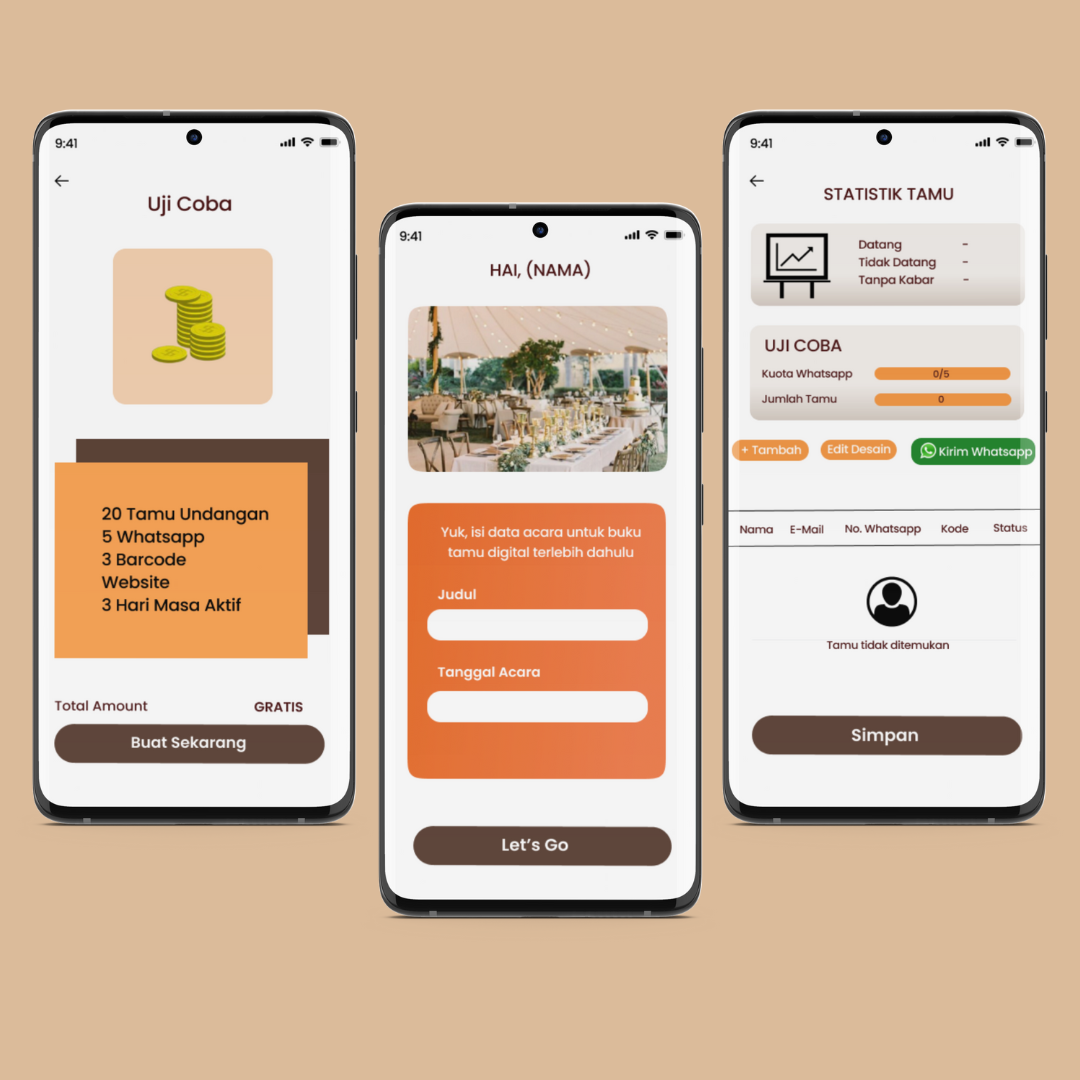 9:41
Uji Coba
20 Tamu Undangan
5 Whatsapp
3 Barcode
Website
3 Hari Masa Aktif
Total Amount GRATIS
Buat Sekarang
9:41
HAI, (NAMA)
Yuk, isi data acara untuk buku
tamu digital terlebih dahulu
Judul
Tanggal Acara
Let's Go
9:41
STATISTIK TAMU
Datang -
Tidak Datang -
Tanpa Kabar -
UJI COBA
Kuota Whatsapp 0/5
Jumlah Tamu 0
+ Tambah Edit Desain Kirim Whatsapp
Nama E-Mail No. Whatsapp Kode Status
Tamu tidak ditemukan
Simpan